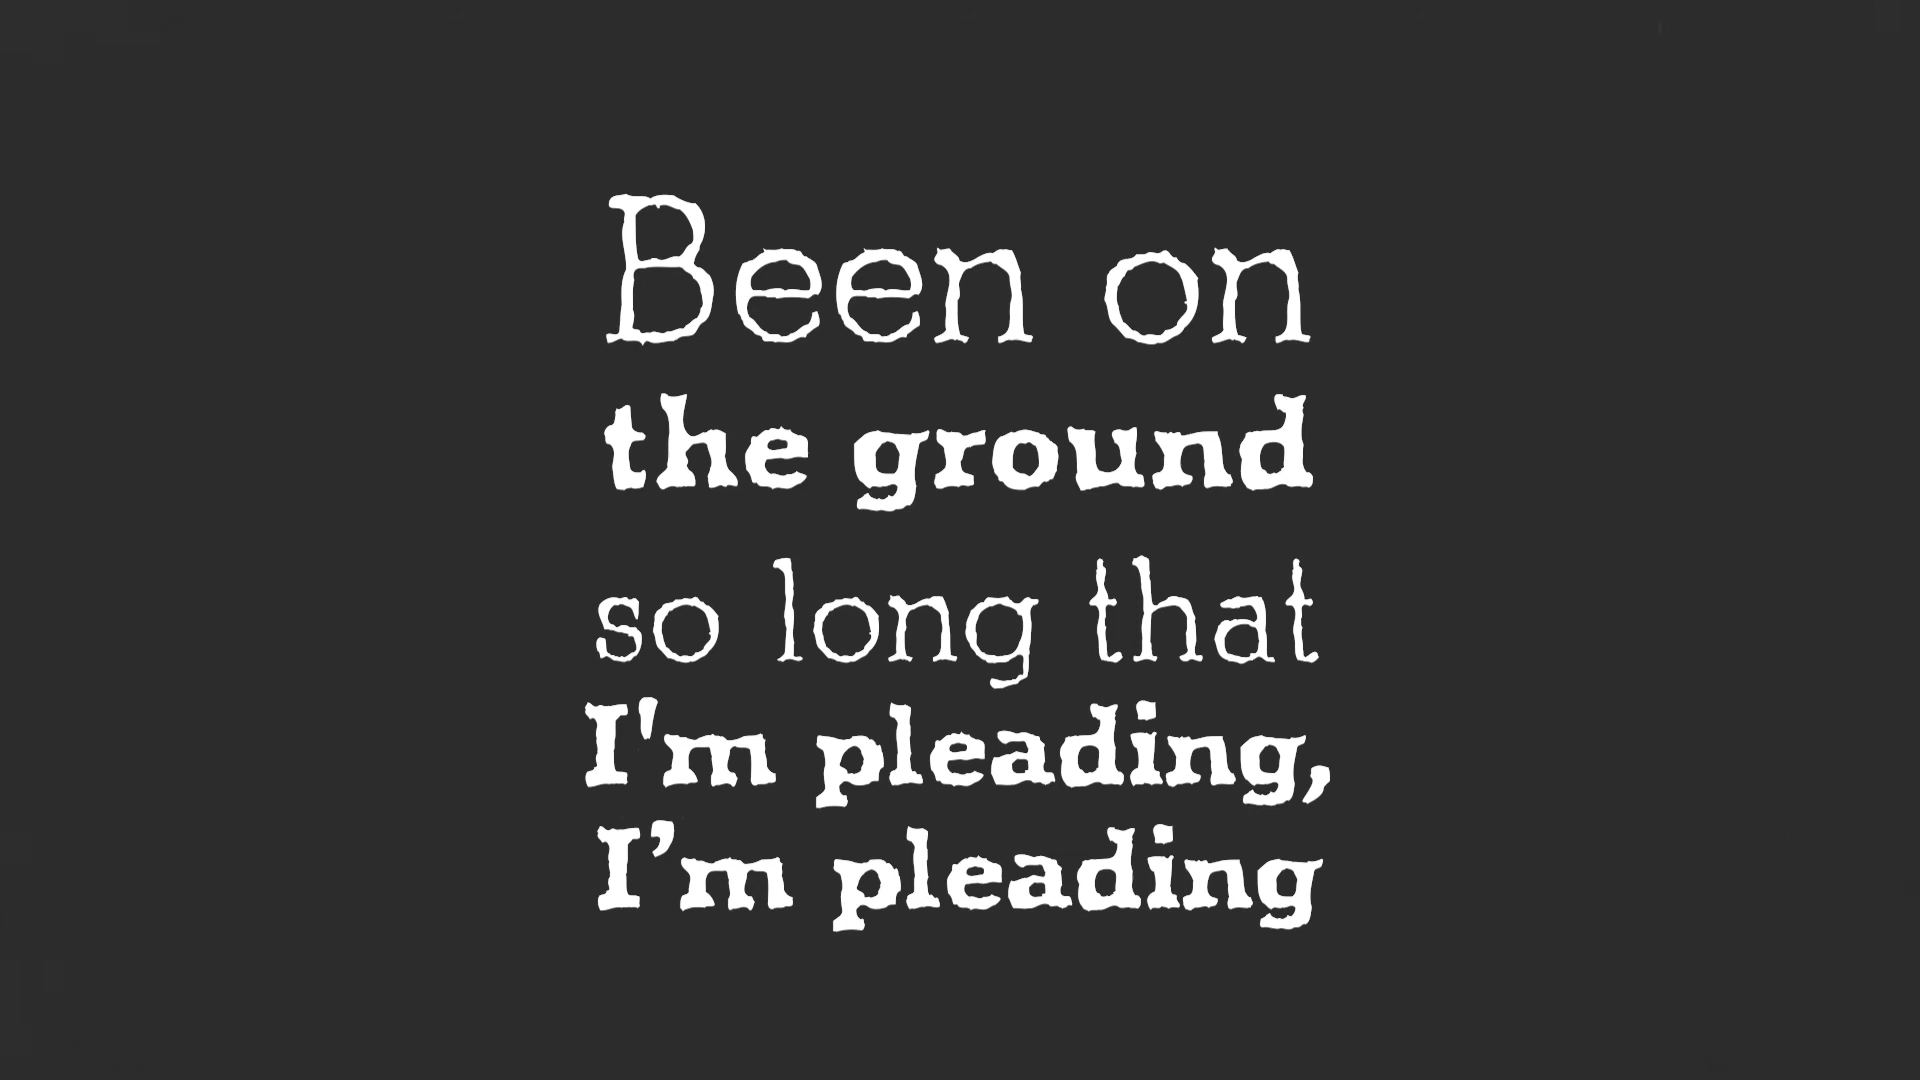 Been on
the ground
so long that
I'm pleading,
I’m pleading